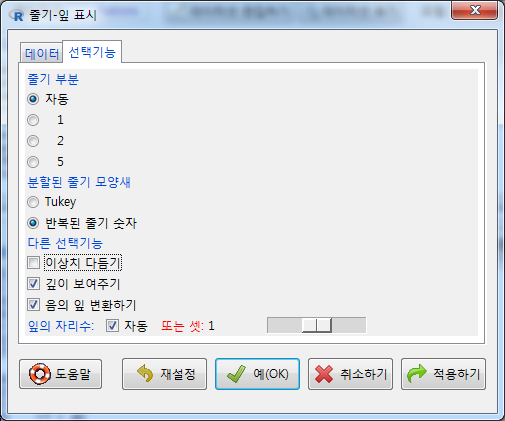 줄기-잎 표시
데이터 선택기능
줄기 부분
자동
1
2
5
분할된 줄기 모양새
Tukey
반복된 줄기 숫자
다른 선택기능
이상치 다듬기
깊이 보여주기
음의 잎 변환하기
잎의 자리수: 자동 또는 셋: 1
도움말 재설정 예(OK) 취소하기 적용하기